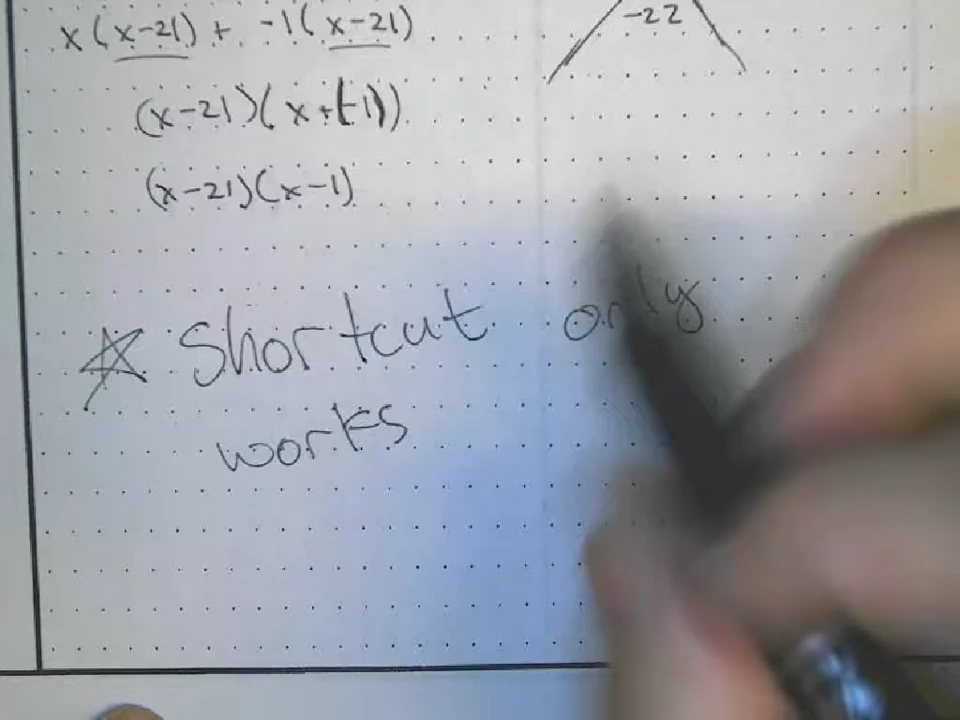 x(x-21) + -1(x-21)
-22
(x-21)(x+(-1))
(x-21)(x-1)
☆ Shortcut only
works